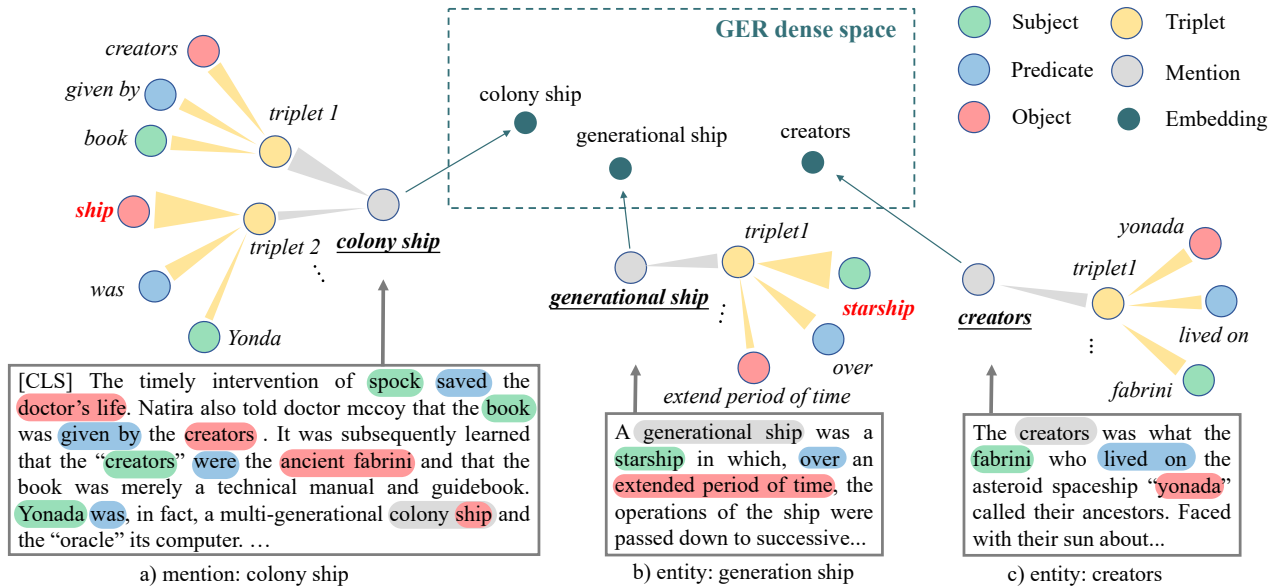 GER dense space
Subject
Triplet
Predicate
Mention
Object
Embedding
creators
given by
book
triplet 1
ship
was
Yonda
triplet 2
...
colony ship
colony ship
generational ship
creators
generational ship
triplet1
...
starship
over
extend period of time
creators
triplet1
...
yonada
lived on
fabrini
[CLS] The timely intervention of spock saved the
doctor's life. Natira also told doctor mccoy that the book
was given by the creators . It was subsequently learned
that the “creators” were the ancient fabrini and that the
book was merely a technical manual and guidebook.
Yonada was, in fact, a multi-generational colony ship and
the “oracle” its computer. …
a) mention: colony ship
A generational ship was a
starship in which, over an
extended period of time, the
operations of the ship were
passed down to successive...
b) entity: generation ship
The creators was what the
fabrini who lived on the
asteroid spaceship “yonada”
called their ancestors. Faced
with their sun about...
c) entity: creators